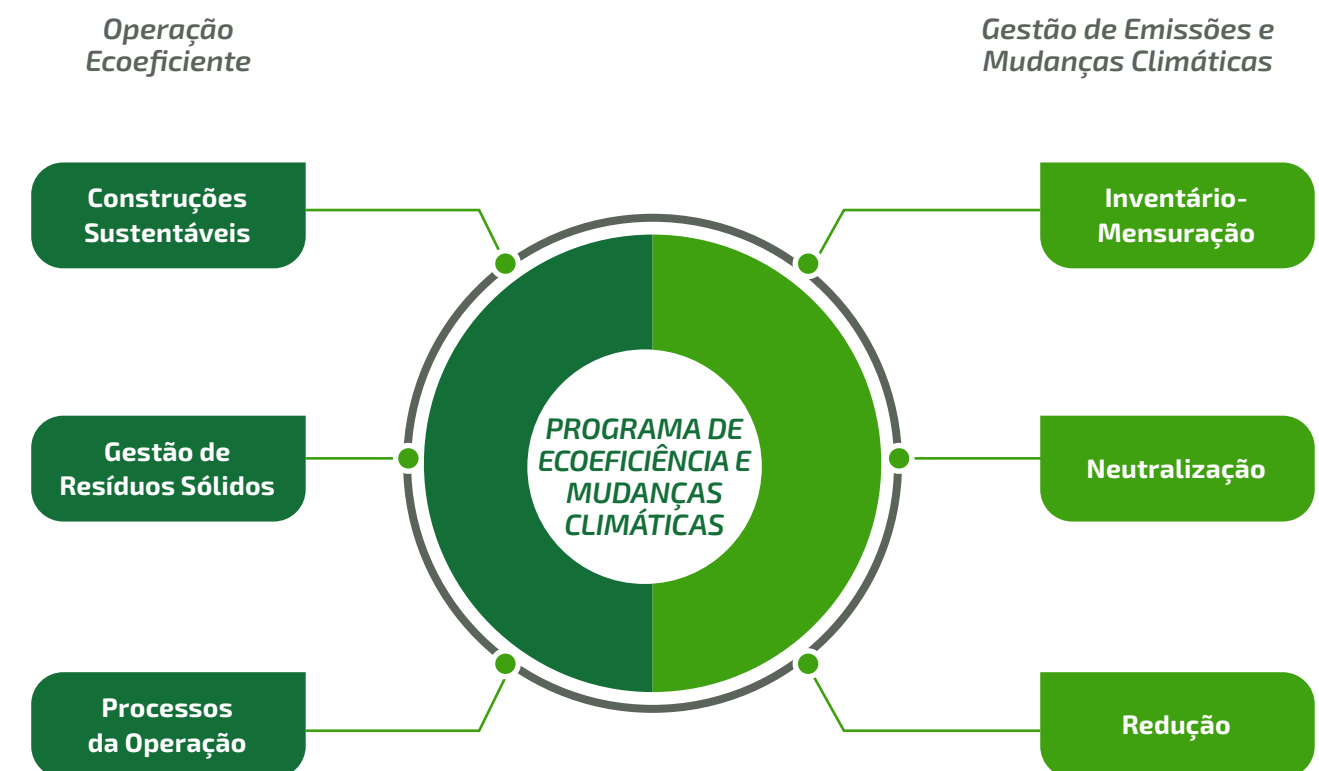 Operação
Ecoeficiente
Gestão de Emissões e
Mudanças Climáticas
Construções
Sustentáveis
Inventário-
Mensuração
Gestão de
Resíduos Sólidos
PROGRAMA DE
ECOEFICIÊNCIA E
MUDANÇAS
CLIMÁTICAS
Neutralização
Processos
da Operação
Redução